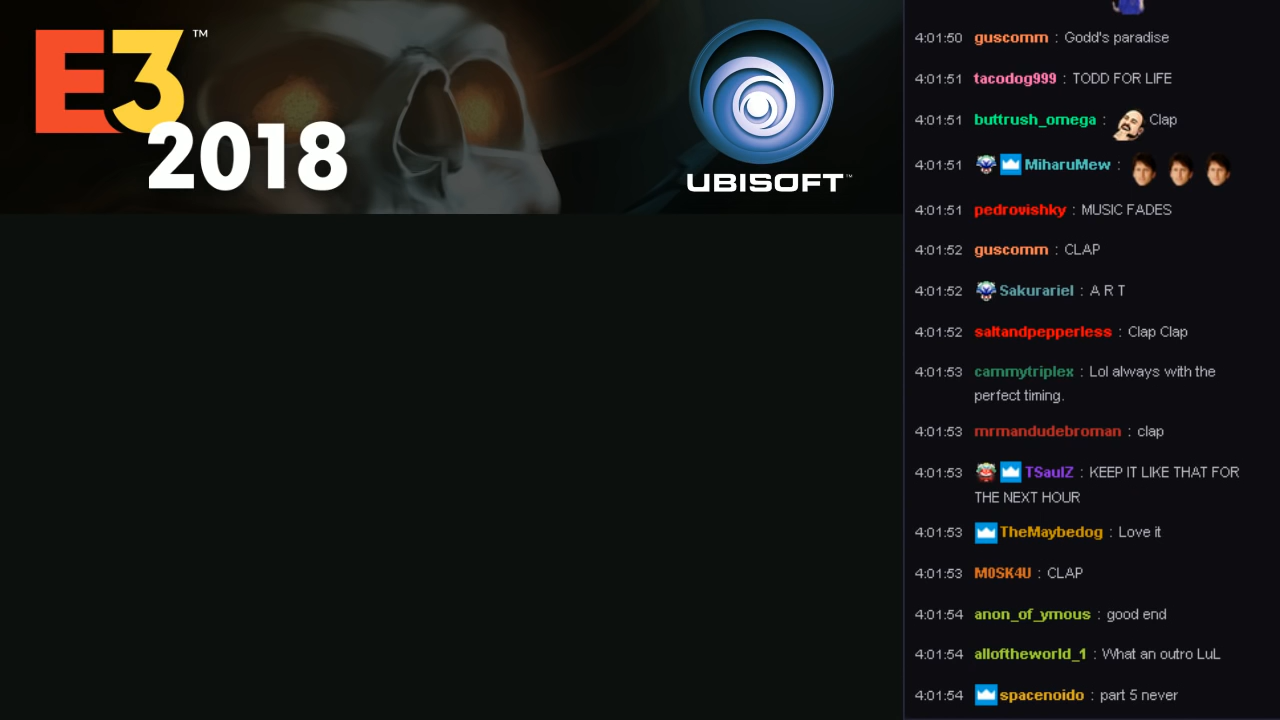 E3™
2018
UBISOFT™
4:01:50 guscomm : Godd's paradise
4:01:51 tacodog999 : TODD FOR LIFE
4:01:51 buttrush_omega : Clap
4:01:51 MiharuMew :
4:01:51 pedrovishky : MUSIC FADES
4:01:52 guscomm : CLAP
4:01:52 Sakurariel : A R T
4:01:52 saltandpepperless : Clap Clap
4:01:53 cammytriplex : Lol always with the
perfect timing.
4:01:53 mrmandudebroman : clap
4:01:53 TSaulZ : KEEP IT LIKE THAT FOR
THE NEXT HOUR
4:01:53 TheMaybedog : Love it
4:01:53 M0SK4U : CLAP
4:01:54 anon_of_ymous : good end
4:01:54 alloftheworld_1 : What an outro LuL
4:01:54 spacenoido : part 5 never